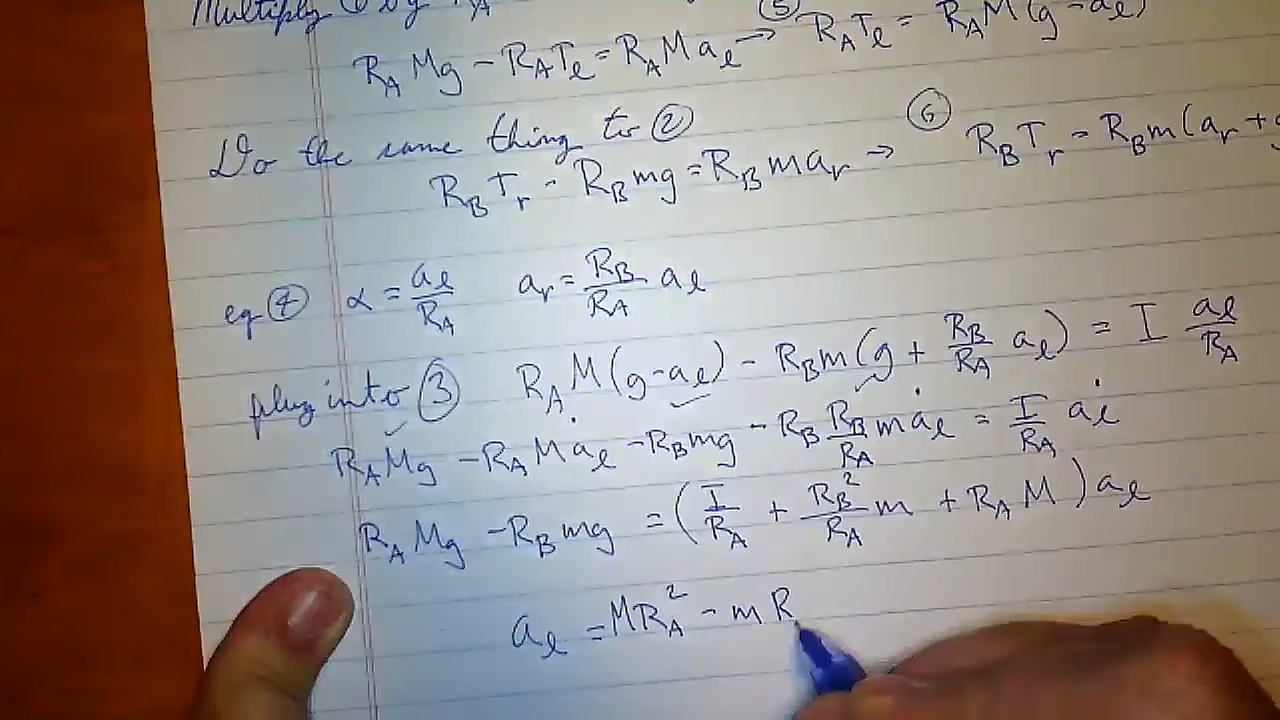 Multiply ① by R_A
R_A Mg - R_A T_l = R_A M a_l → ⑤ R_A T_l = R_A M(g - a_l)
Do the same thing to ②
R_B T_r - R_B mg = R_B m a_r → ⑥ R_B T_r = R_B m(a_r + g
eq ④ α = a_l/R_A a_r = R_B/R_A a_l
plug into ③ R_A M(g - a_l) - R_B m(g + R_B/R_A a_l) = I a_l/R_A
R_A Mg - R_A M a_l - R_B mg - R_B R_B/R_A m a_l = I/R_A a_l
R_A Mg - R_B mg = (I/R_A + R_B²/R_A m + R_A M) a_l
a_l = MR_A² - mR